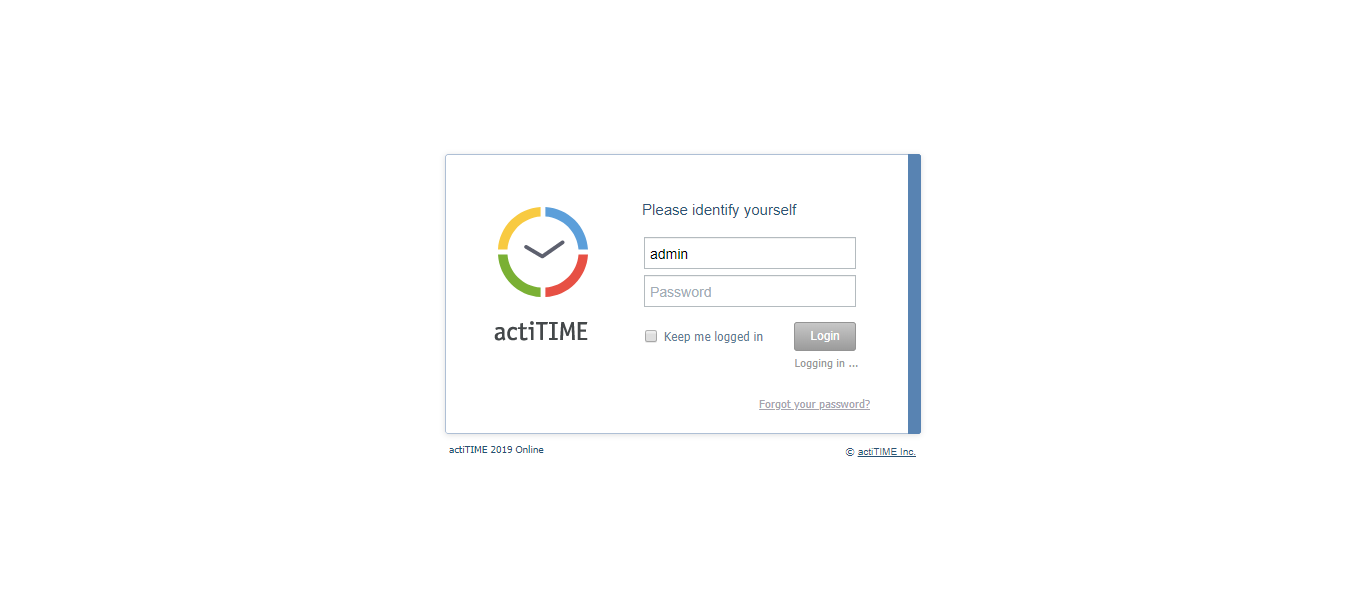 Please identify yourself
admin
Password
actiTIME
Keep me logged in
Login
Logging in ...
Forgot your password?
actiTIME 2019 Online
© actiTIME Inc.